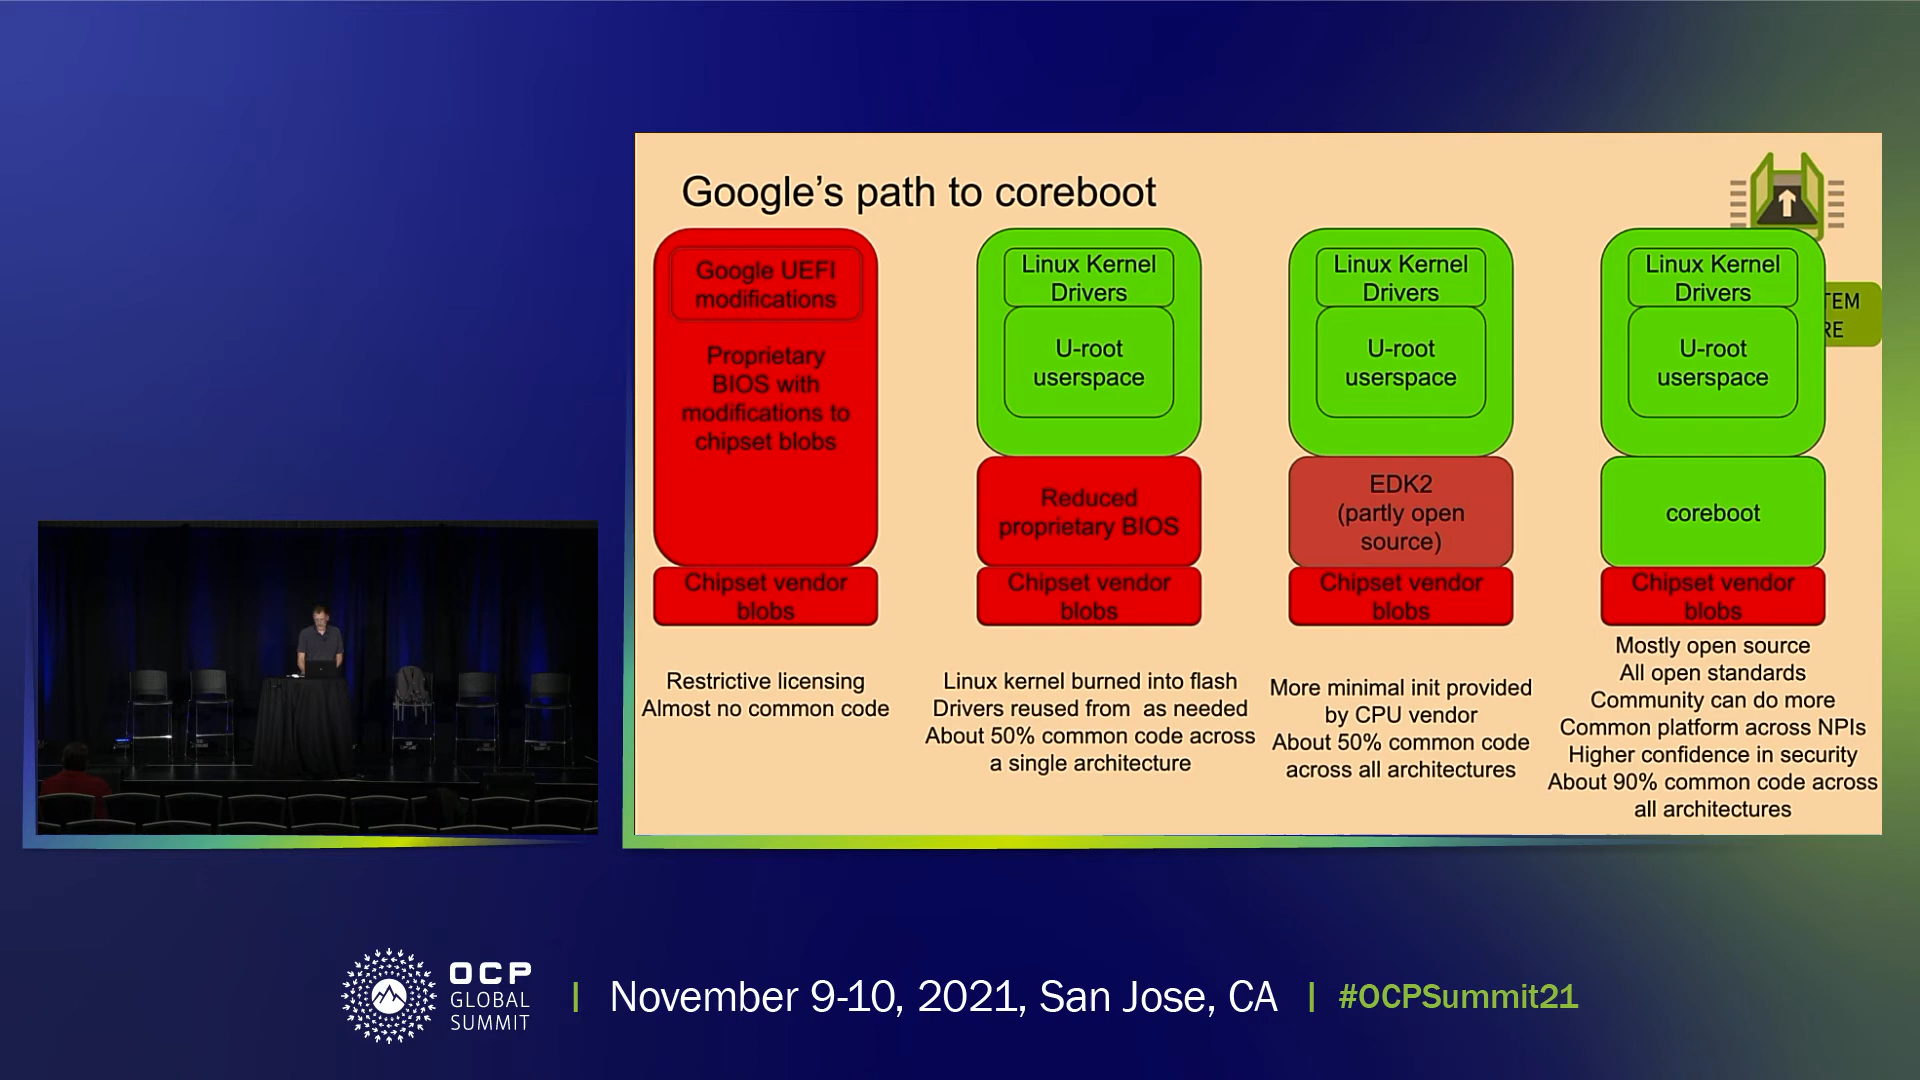 Google's path to coreboot
Google UEFI
modifications
Proprietary
BIOS with
modifications to
chipset blobs
Chipset vendor
blobs
Restrictive licensing
Almost no common code
Linux Kernel
Drivers
U-root
userspace
Reduced
proprietary BIOS
Chipset vendor
blobs
Linux kernel burned into flash
Drivers reused from as needed
About 50% common code across
a single architecture
Linux Kernel
Drivers
U-root
userspace
EDK2
(partly open
source)
Chipset vendor
blobs
More minimal init provided
by CPU vendor
About 50% common code
across all architectures
Linux Kernel
Drivers
U-root
userspace
coreboot
Chipset vendor
blobs
Mostly open source
All open standards
Community can do more
Common platform across NPIs
Higher confidence in security
About 90% common code across
all architectures
TEM
RE
OCP
GLOBAL
SUMMIT
November 9-10, 2021, San Jose, CA
#OCPSummit21